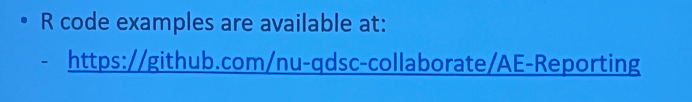 • R code examples are available at:
- https://github.com/nu-qdsc-collaborate/AE-Reporting